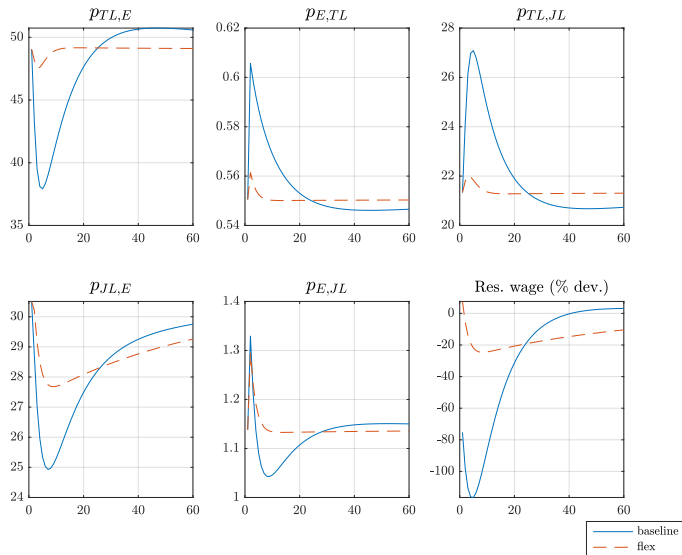 p_{TL,E}
50
45
40
35
0 20 40 60
p_{E,TL}
0.62
0.6
0.58
0.56
0.54
0 20 40 60
p_{TL,JL}
28
26
24
22
20
0 20 40 60
p_{JL,E}
30
29
28
27
26
25
24
0 20 40 60
p_{E,JL}
1.4
1.3
1.2
1.1
1
0 20 40 60
Res. wage (% dev.)
0
-20
-40
-60
-80
-100
0 20 40 60
baseline
flex